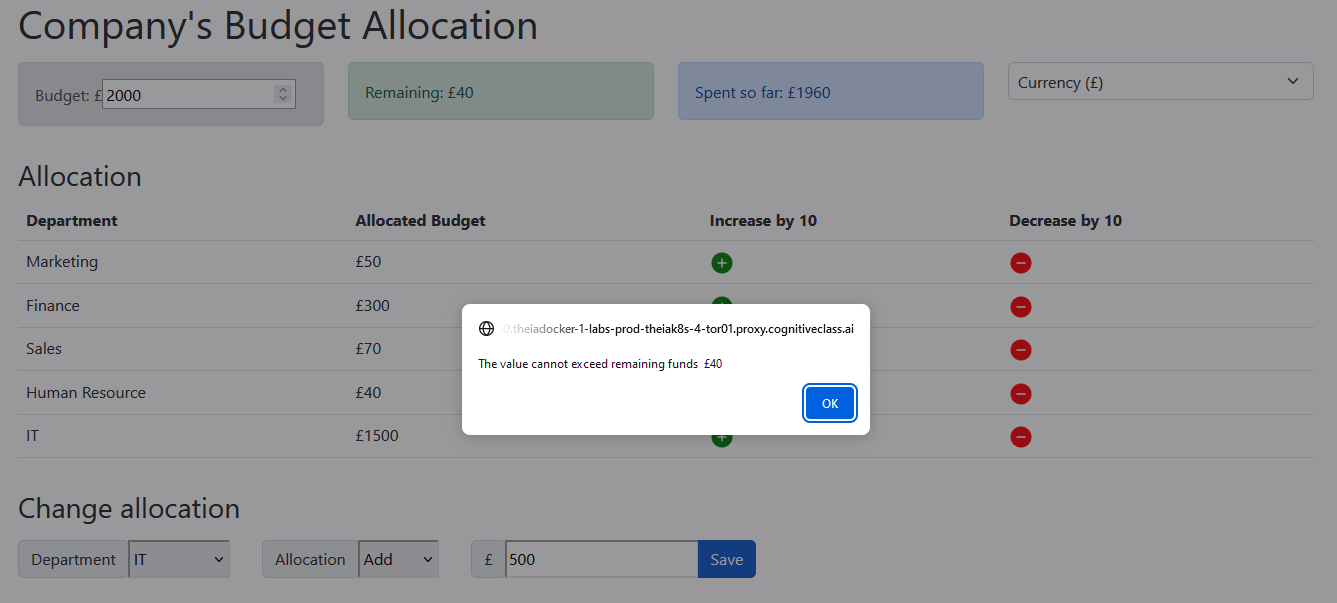 Company's Budget Allocation
Budget: £ 2000
Remaining: £40
Spent so far: £1960
Currency (£)
Allocation
Department Allocated Budget Increase by 10 Decrease by 10
Marketing £50
Finance £300
Sales £70
Human Resource £40
IT £1500
0.theiadocker-1-labs-prod-theiak8s-4-tor01.proxy.cognitiveclass.ai
The value cannot exceed remaining funds £40
OK
Change allocation
Department IT Allocation Add £ 500 Save